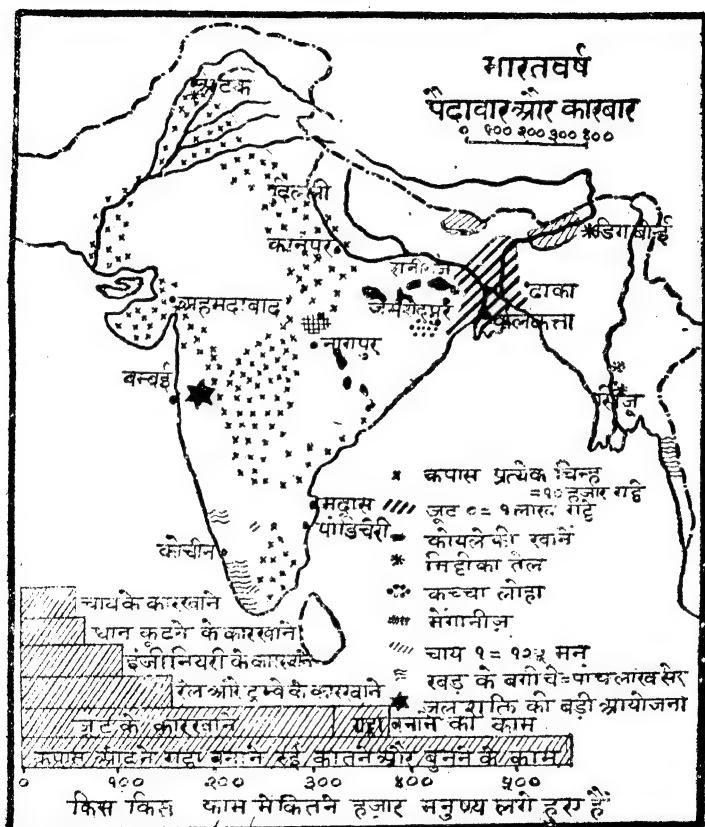 भारतवर्ष
पैदावार और कारबार
० १०० २०० ३०० ४००
अटक
दिल्ली
कानपुर
डिगबोई
रानीगंज
जमशेदपुर
ढाका
कलकत्ता
अहमदाबाद
नागपुर
बम्बई
मद्रास
पांडिचेरी
कोचीन
कपास प्रत्येक चिन्ह
=१० हज़ार गट्ठे
जूट ०= १ लाख गट्ठे
कोयले की खानें
मिट्टी का तेल
कच्चा लोहा
मेंगानीज़
चाय १ = १२५ मन
रबड़ के बगीचे=पाच लाख सेर
जल शक्ति की बड़ी आयोजना
चाय के कारखाने
धान कूटने के कारखाने
इंजीनियरी के कारखाने
रेल और ट्रम्वे के कारखाने
जूट के कारखाने गट्ठा बनाने का काम
कपास ओटने गट्ठा बनाने रुई कातने और बुनने के काम
० १०० २०० ३०० ४०० ५००
किस किस काम में कितने हज़ार मनुष्य लगे हुए हैं